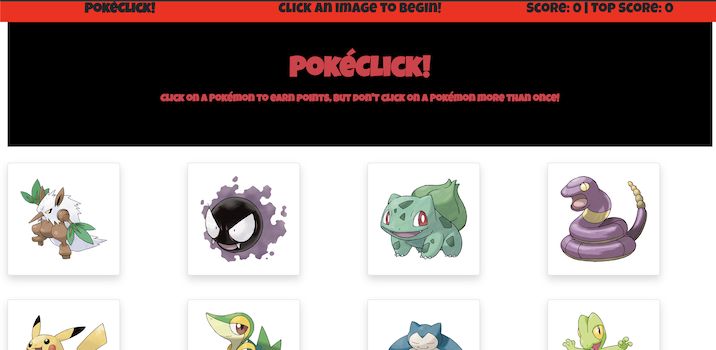 PokéClick!
Click an image to begin!
Score: 0 | Top Score: 0
PokéClick!
Click on a Pokémon to earn points, but don't click on a Pokémon more than once!